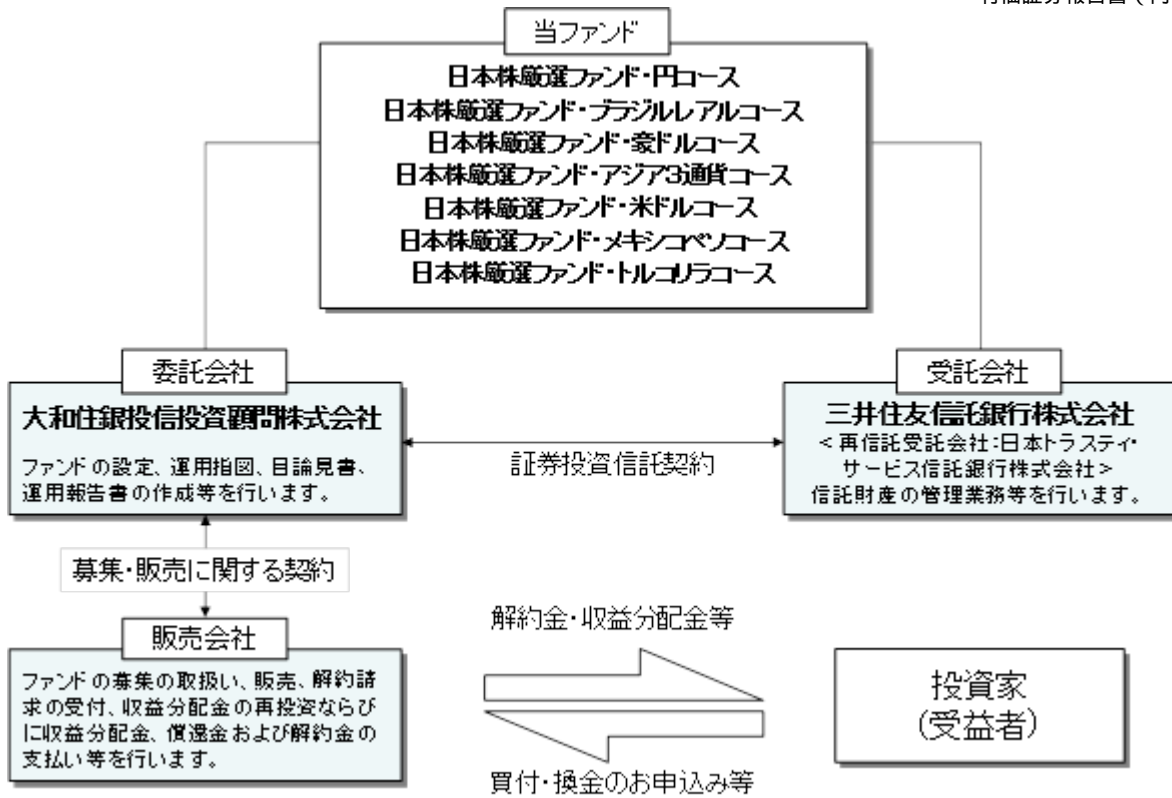 有価証券報告書(内
当ファンド
日本株厳選ファンド・円コース
日本株厳選ファンド・ブラジルレアルコース
日本株厳選ファンド・豪ドルコース
日本株厳選ファンド・アジア3通貨コース
日本株厳選ファンド・米ドルコース
日本株厳選ファンド・メキシコペソコース
日本株厳選ファンド・トルコリラコース
委託会社
大和住銀投信投資顧問株式会社
ファンドの設定、運用指図、目論見書、
運用報告書の作成等を行います。
受託会社
三井住友信託銀行株式会社
<再信託受託会社:日本トラスティ・
サービス信託銀行株式会社>
信託財産の管理業務等を行います。
証券投資信託契約
募集・販売に関する契約
販売会社
ファンドの募集の取扱い、販売、解約請
求の受付、収益分配金の再投資ならび
に収益分配金、償還金および解約金の
支払い等を行います。
解約金・収益分配金等
買付・換金のお申込み等
投資家
(受益者)